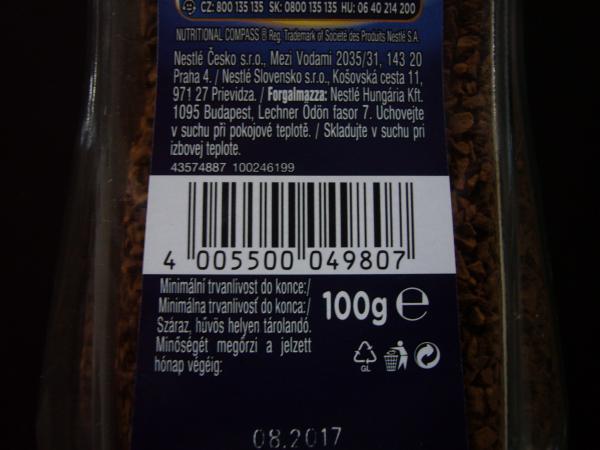 CZ: 800 135 135 SK: 0800 135 135 HU: 06 40 214 200
NUTRITIONAL COMPASS ® Reg. Trademark of Société des Produits Nestlé S.A.
Nestlé Česko s.r.o., Mezi Vodami 2035/31, 143 20
Praha 4. / Nestlé Slovensko s.r.o., Košovská cesta 11,
971 27 Prievidza. / Forgalmazza: Nestlé Hungária Kft.
1095 Budapest, Lechner Ödön fasor 7. Uchovejte
v suchu při pokojové teplotě. / Skladujte v suchu pri
izbovej teplote.
43574887 100246199
4 005500 049807
Minimální trvanlivost do konce:/
Minimálna trvanlivosť do konca:/
Száraz, hűvös helyen tárolandó.
Minőségét megőrzi a jelzett
hónap végéig:
100g e
GL
08.2017